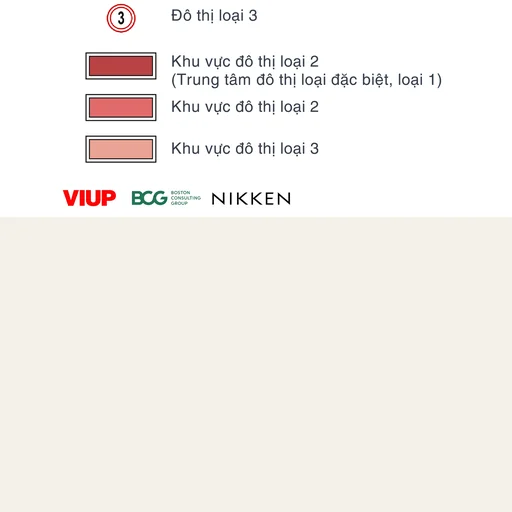 3
Đô thị loại 3
Khu vực đô thị loại 2
(Trung tâm đô thị loại đặc biệt, loại 1)
Khu vực đô thị loại 2
Khu vực đô thị loại 3
VIUP
BCG
BOSTON
CONSULTING
GROUP
NIKKEN